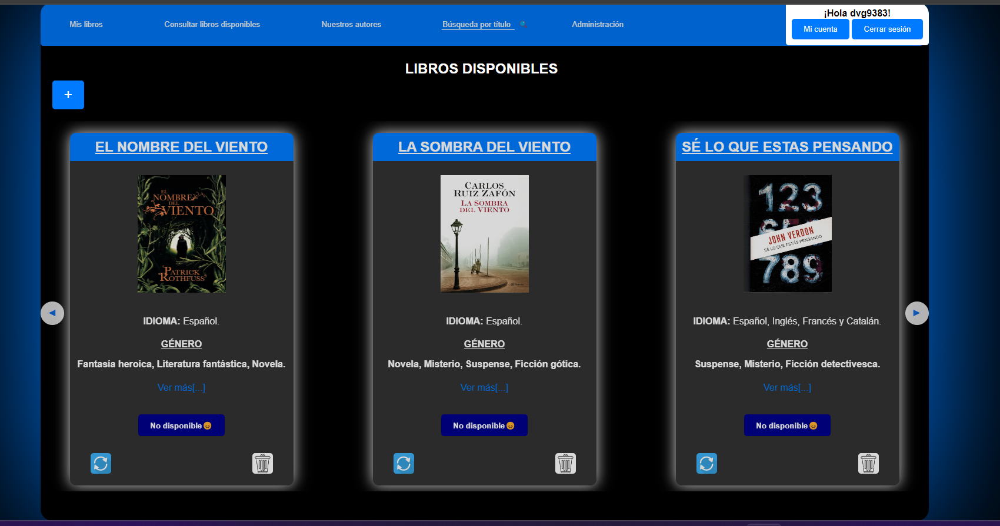 ¡Hola dvg9383!
Mis libros
Consultar libros disponibles
Nuestros autores
Búsqueda por título
Administración
Mi cuenta
Cerrar sesión
LIBROS DISPONIBLES
+
EL NOMBRE DEL VIENTO
EL
NOMBRE
DEL
VIENTO
PATRICK
ROTHFUSS
IDIOMA: Español.
GÉNERO
Fantasía heroica, Literatura fantástica, Novela.
Ver más[...]
No disponible
LA SOMBRA DEL VIENTO
CARLOS
RUIZ ZAFÓN
LA SOMBRA
DEL VIENTO
IDIOMA: Español.
GÉNERO
Novela, Misterio, Suspense, Ficción gótica.
Ver más[...]
No disponible
SÉ LO QUE ESTAS PENSANDO
123
JOHN VERDON
SÉ LO QUE ESTÁS PENSANDO
789
IDIOMA: Español, Inglés, Francés y Catalán.
GÉNERO
Suspense, Misterio, Ficción detectivesca.
Ver más[...]
No disponible